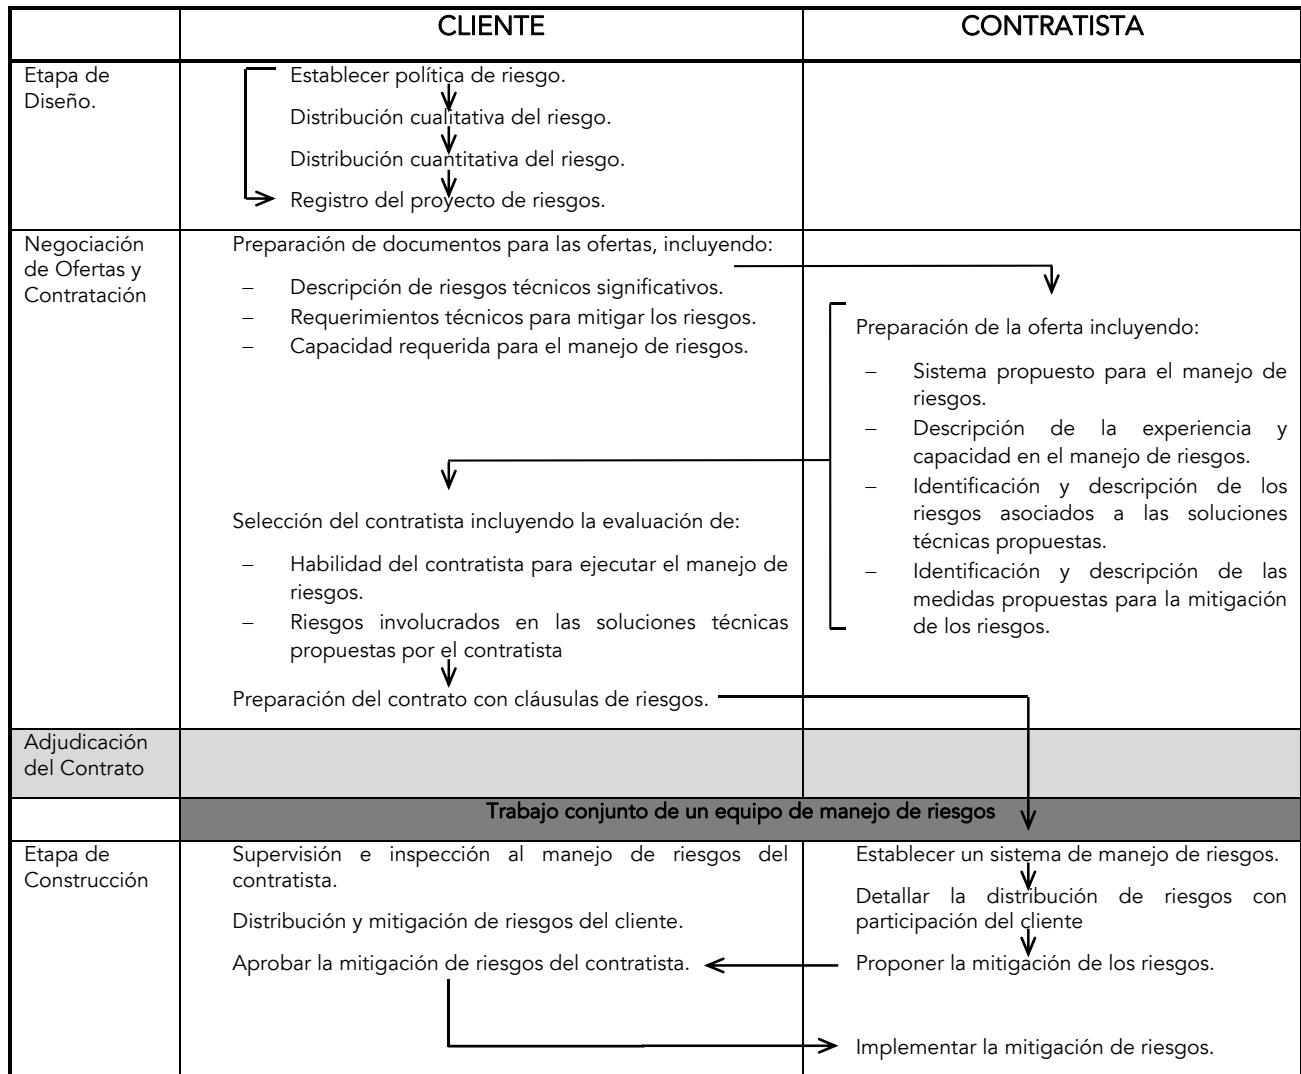 CLIENTE
CONTRATISTA
Etapa de
Diseño.
Establecer política de riesgo.
Distribución cualitativa del riesgo.
Distribución cuantitativa del riesgo.
Registro del proyecto de riesgos.
Negociación
de Ofertas y
Contratación
Preparación de documentos para las ofertas, incluyendo:
– Descripción de riesgos técnicos significativos.
– Requerimientos técnicos para mitigar los riesgos.
– Capacidad requerida para el manejo de riesgos.
Preparación de la oferta incluyendo:
– Sistema propuesto para el manejo de
riesgos.
– Descripción de la experiencia y
capacidad en el manejo de riesgos.
– Identificación y descripción de los
riesgos asociados a las soluciones
técnicas propuestas.
– Identificación y descripción de las
medidas propuestas para la mitigación
de los riesgos.
Selección del contratista incluyendo la evaluación de:
– Habilidad del contratista para ejecutar el manejo de
riesgos.
– Riesgos involucrados en las soluciones técnicas
propuestas por el contratista
Preparación del contrato con cláusulas de riesgos.
Adjudicación
del Contrato
Trabajo conjunto de un equipo de manejo de riesgos
Etapa de
Construcción
Supervisión e inspección al manejo de riesgos del
contratista.
Distribución y mitigación de riesgos del cliente.
Aprobar la mitigación de riesgos del contratista.
Establecer un sistema de manejo de riesgos.
Detallar la distribución de riesgos con
participación del cliente
Proponer la mitigación de los riesgos.
Implementar la mitigación de riesgos.